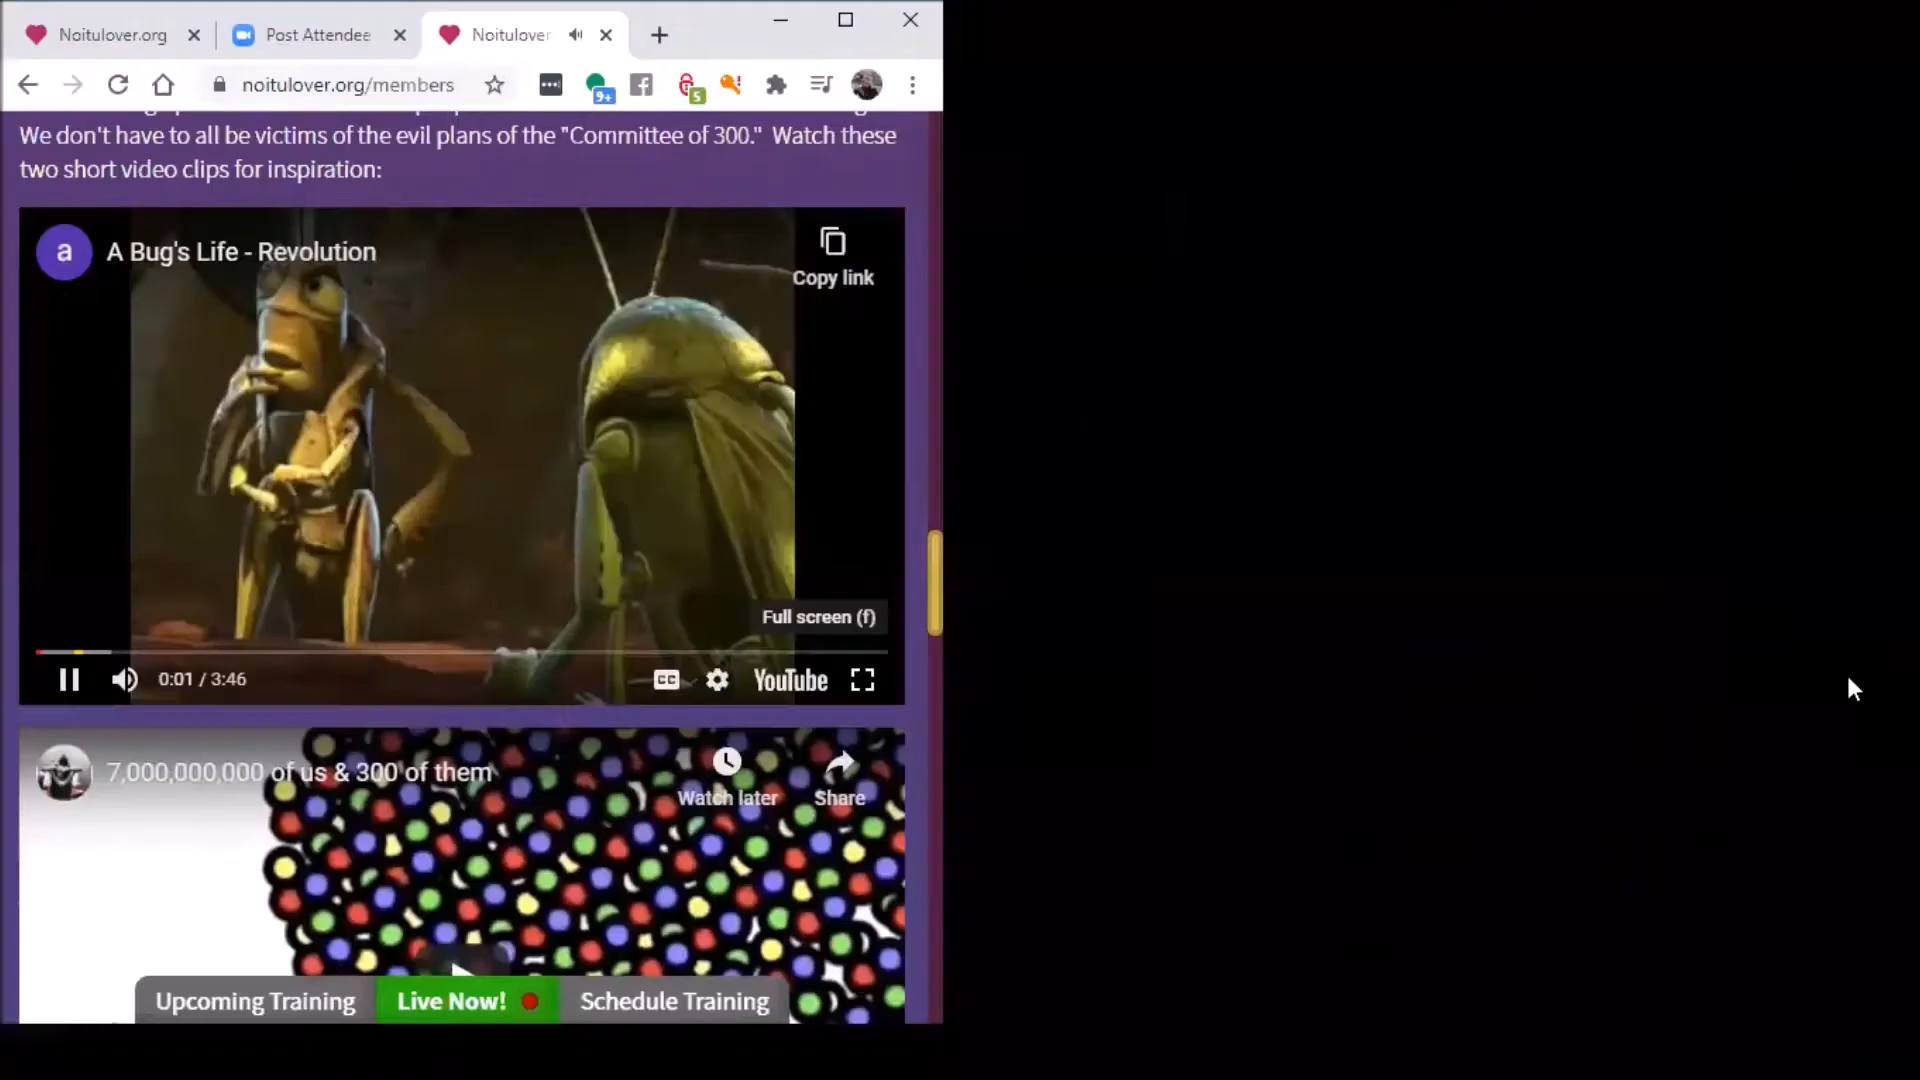 Noitulover.org
Post Attendee
Noitulover
noitulover.org/members
9+
5
We don't have to all be victims of the evil plans of the "Committee of 300." Watch these
two short video clips for inspiration:
a
A Bug's Life - Revolution
Copy link
Full screen (f)
0:01 / 3:46
CC
YouTube
7,000,000,000 of us & 300 of them
Watch later
Share
Upcoming Training
Live Now!
Schedule Training